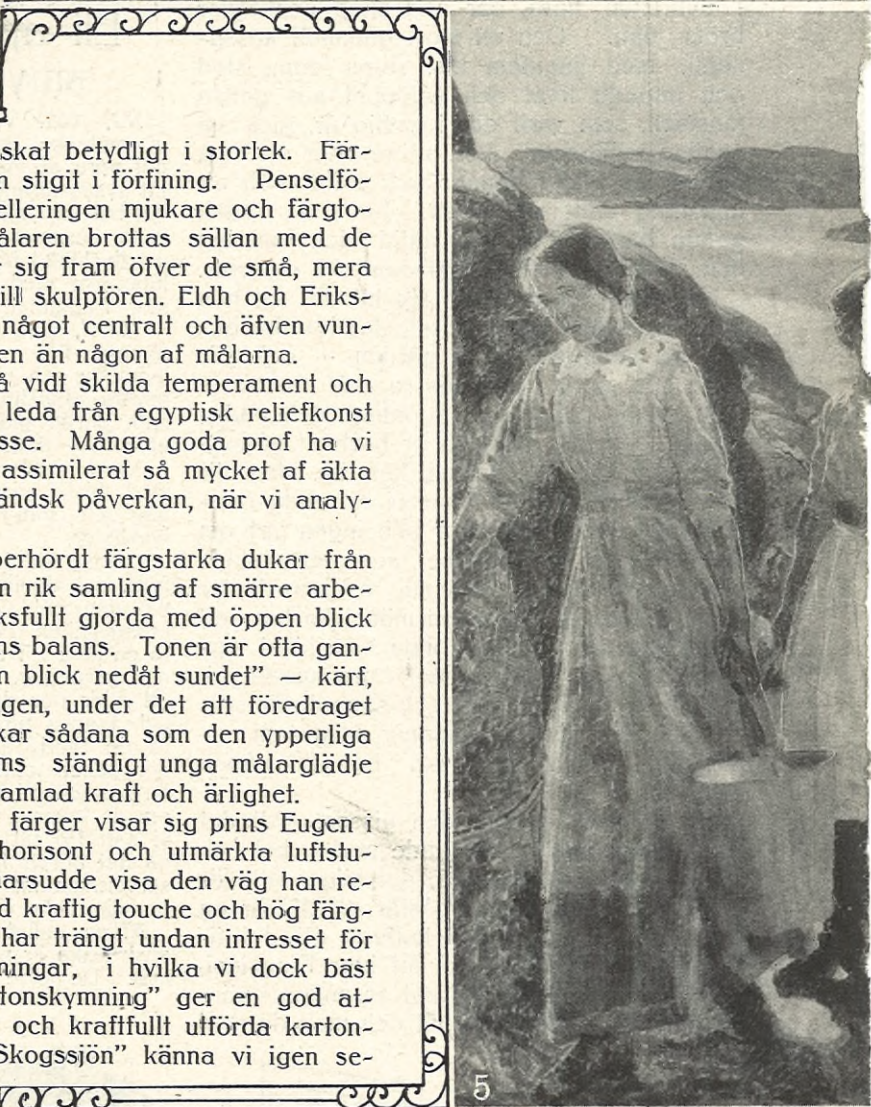 skat betydligt i storlek. Fär-
n stigit i förfining. Penselfö-
elleringen mjukare och färgto-
ålaren brottas sällan med de
r sig fram öfver de små, mera
ill skulptören. Eldh och Eriks-
något centralt och äfven vun-
en än någon af målarna.
å vidt skilda temperament och
leda från egyptisk reliefkonst
sse. Många goda prof ha vi
assimilerat så mycket af äkta
ändsk påverkan, när vi analy-
perhördt färgstarka dukar från
n rik samling af smärre arbe-
ksfullt gjorda med öppen blick
ns balans. Tonen är ofta gan-
n blick nedåt sundet” — kärf,
gen, under det att föredraget
kar sådana som den ypperliga
ms ständigt unga målarglädje
amlad kraft och ärlighet.
färger visar sig prins Eugen i
horisont och utmärkta luftstu-
arsudde visa den väg han re-
d kraftig touche och hög färg-
har trängt undan intresset för
ningar, i hvilka vi dock bäst
tonskymning” ger en god at-
och kraftfullt utförda karton-
Skogssjön” känna vi igen se-
5